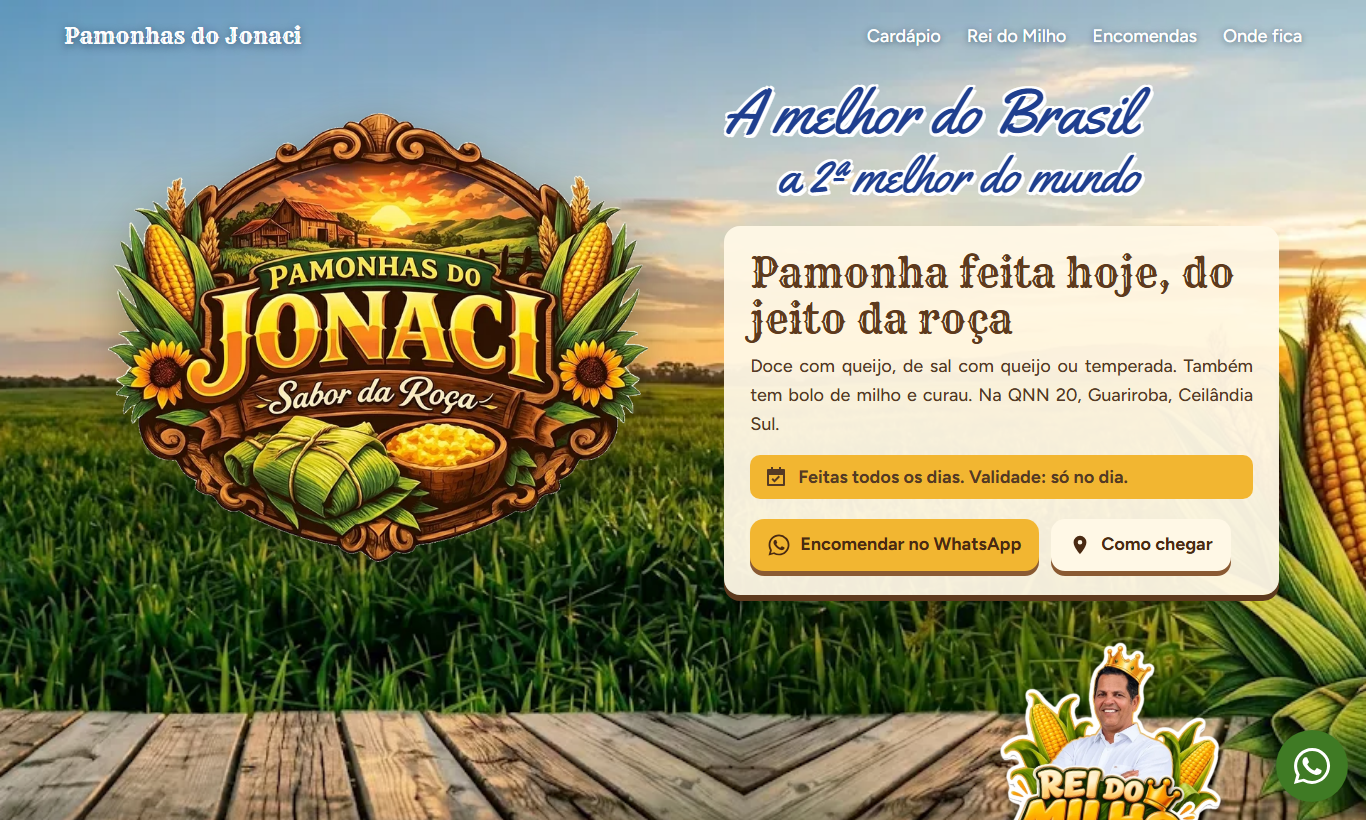 Pamonhas do Jonaci
Cardápio
Rei do Milho
Encomendas
Onde fica
A melhor do Brasil
a 2ª melhor do mundo
PAMONHAS DO
JONACI
Sabor da Roça
Pamonha feita hoje, do
jeito da roça
Doce com queijo, de sal com queijo ou temperada. Também
tem bolo de milho e curau. Na QNN 20, Guariroba, Ceilândia
Sul.
Feitas todos os dias. Validade: só no dia.
Encomendar no WhatsApp
Como chegar
REI DO
MILHO